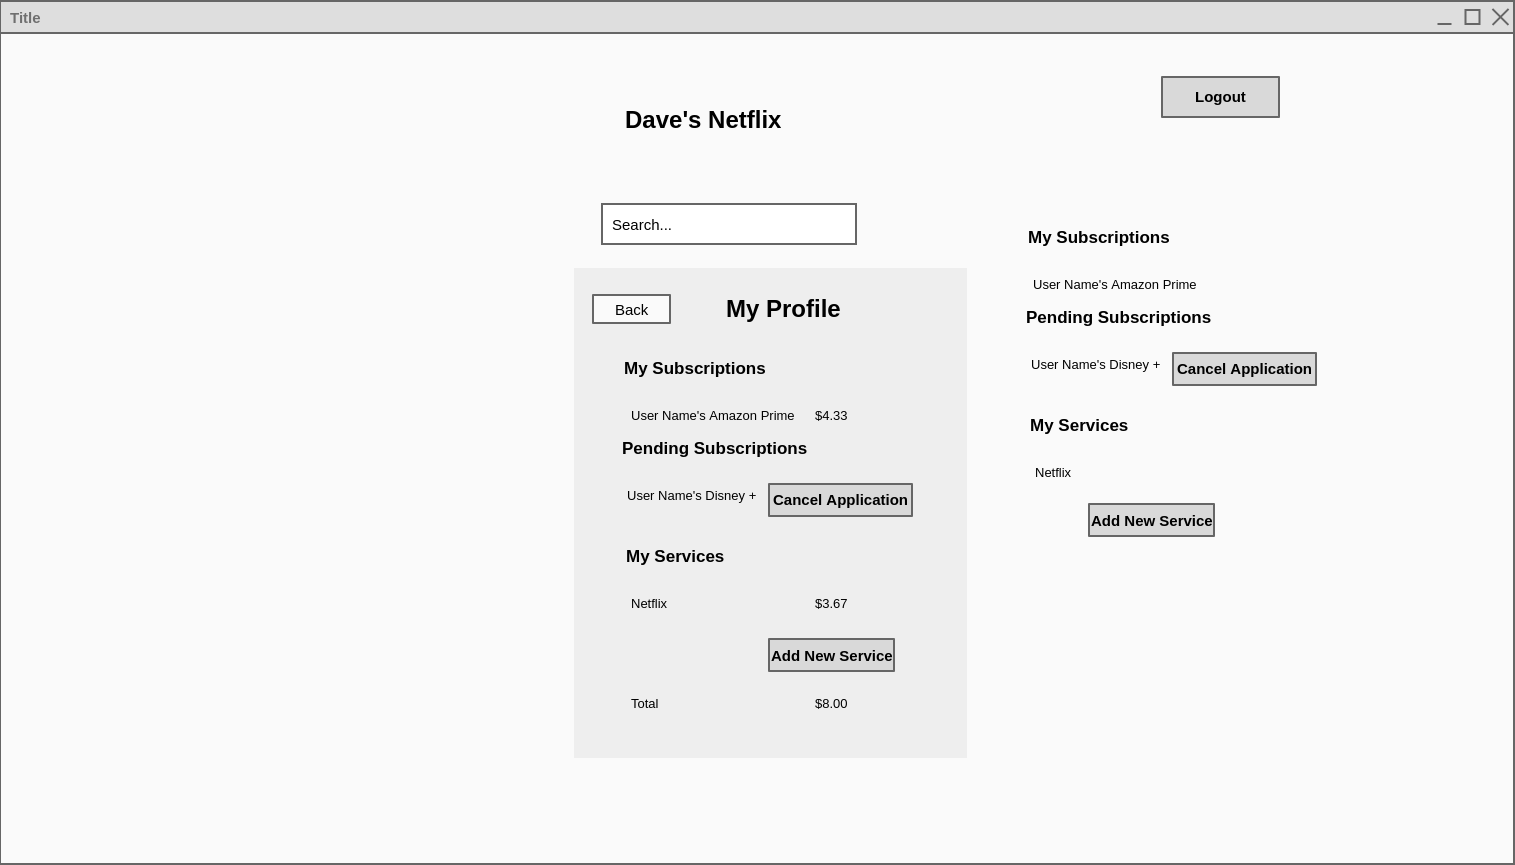 Title
Logout
Dave's Netflix
Search...
Back
My Profile
My Subscriptions
User Name's Amazon Prime $4.33
Pending Subscriptions
User Name's Disney + Cancel Application
My Services
Netflix $3.67
Add New Service
Total $8.00
My Subscriptions
User Name's Amazon Prime
Pending Subscriptions
User Name's Disney + Cancel Application
My Services
Netflix
Add New Service